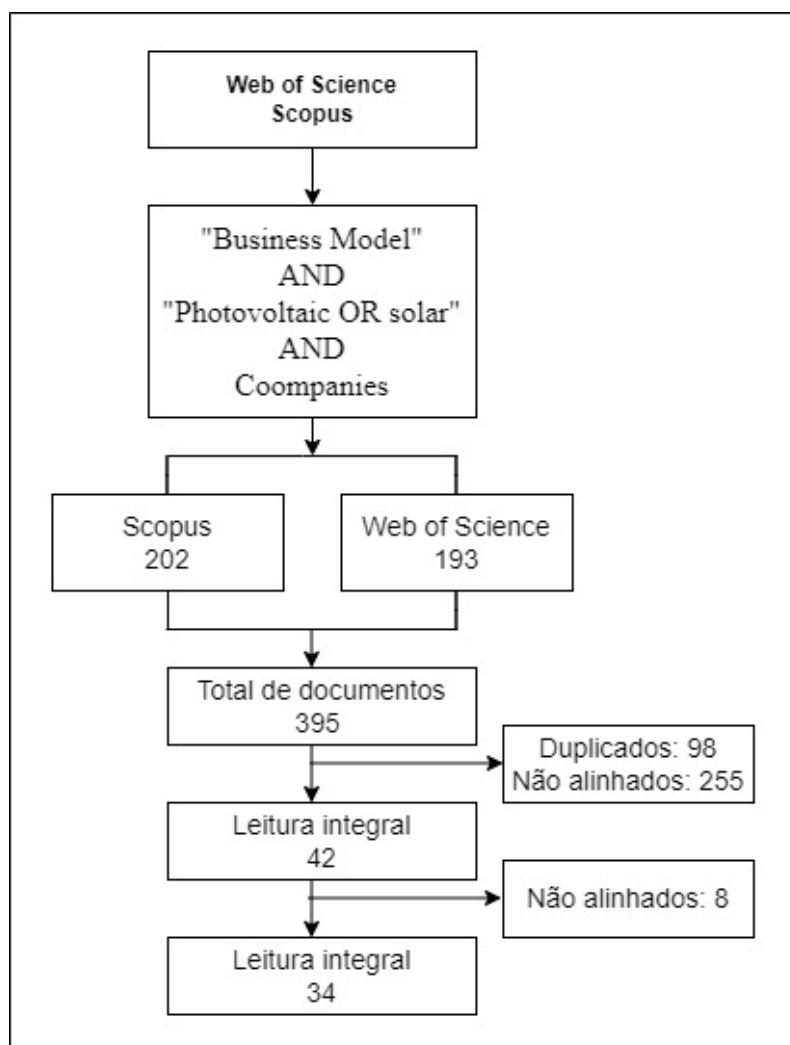 Web of Science
Scopus
"Business Model"
AND
"Photovoltaic OR solar"
AND
Coompanies
Scopus
202
Web of Science
193
Total de documentos
395
Duplicados: 98
Não alinhados: 255
Leitura integral
42
Não alinhados: 8
Leitura integral
34